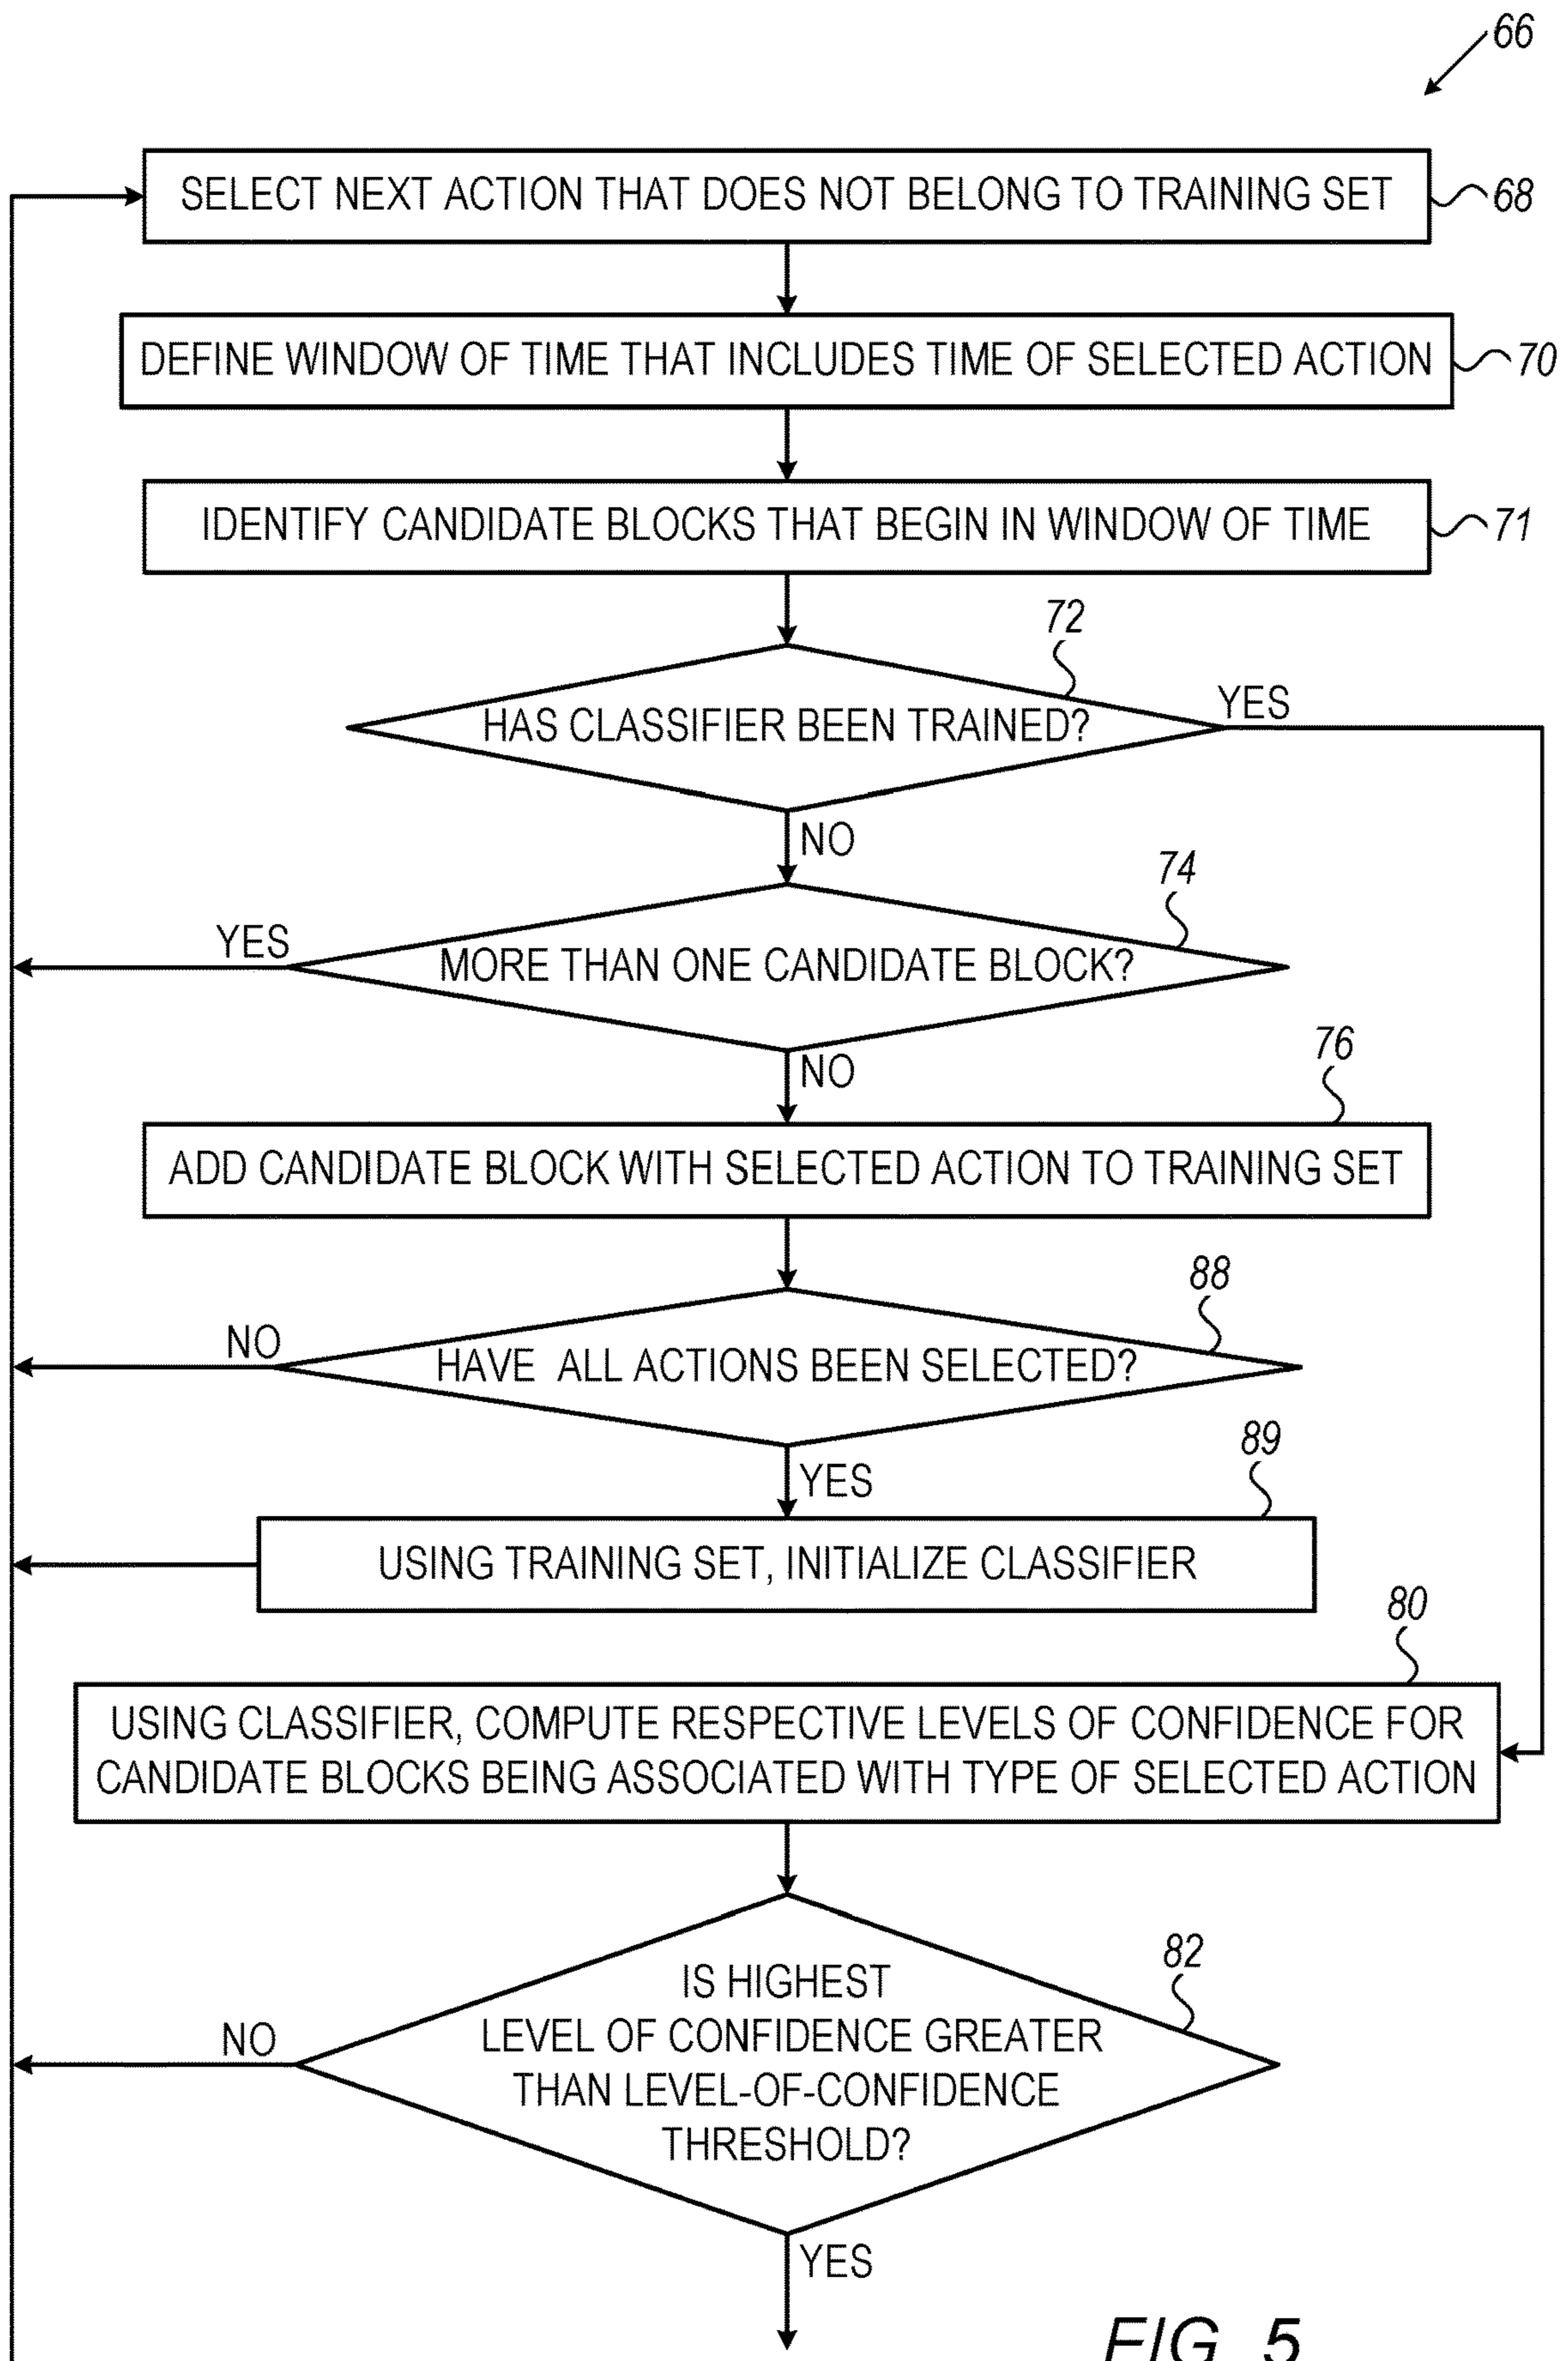 66
SELECT NEXT ACTION THAT DOES NOT BELONG TO TRAINING SET
68
DEFINE WINDOW OF TIME THAT INCLUDES TIME OF SELECTED ACTION
70
IDENTIFY CANDIDATE BLOCKS THAT BEGIN IN WINDOW OF TIME
71
72
HAS CLASSIFIER BEEN TRAINED?
YES
NO
74
YES
MORE THAN ONE CANDIDATE BLOCK?
NO
76
ADD CANDIDATE BLOCK WITH SELECTED ACTION TO TRAINING SET
88
NO
HAVE ALL ACTIONS BEEN SELECTED?
YES
89
USING TRAINING SET, INITIALIZE CLASSIFIER
80
USING CLASSIFIER, COMPUTE RESPECTIVE LEVELS OF CONFIDENCE FOR
CANDIDATE BLOCKS BEING ASSOCIATED WITH TYPE OF SELECTED ACTION
82
IS HIGHEST
LEVEL OF CONFIDENCE GREATER
THAN LEVEL-OF-CONFIDENCE
THRESHOLD?
NO
YES
FIG. 5